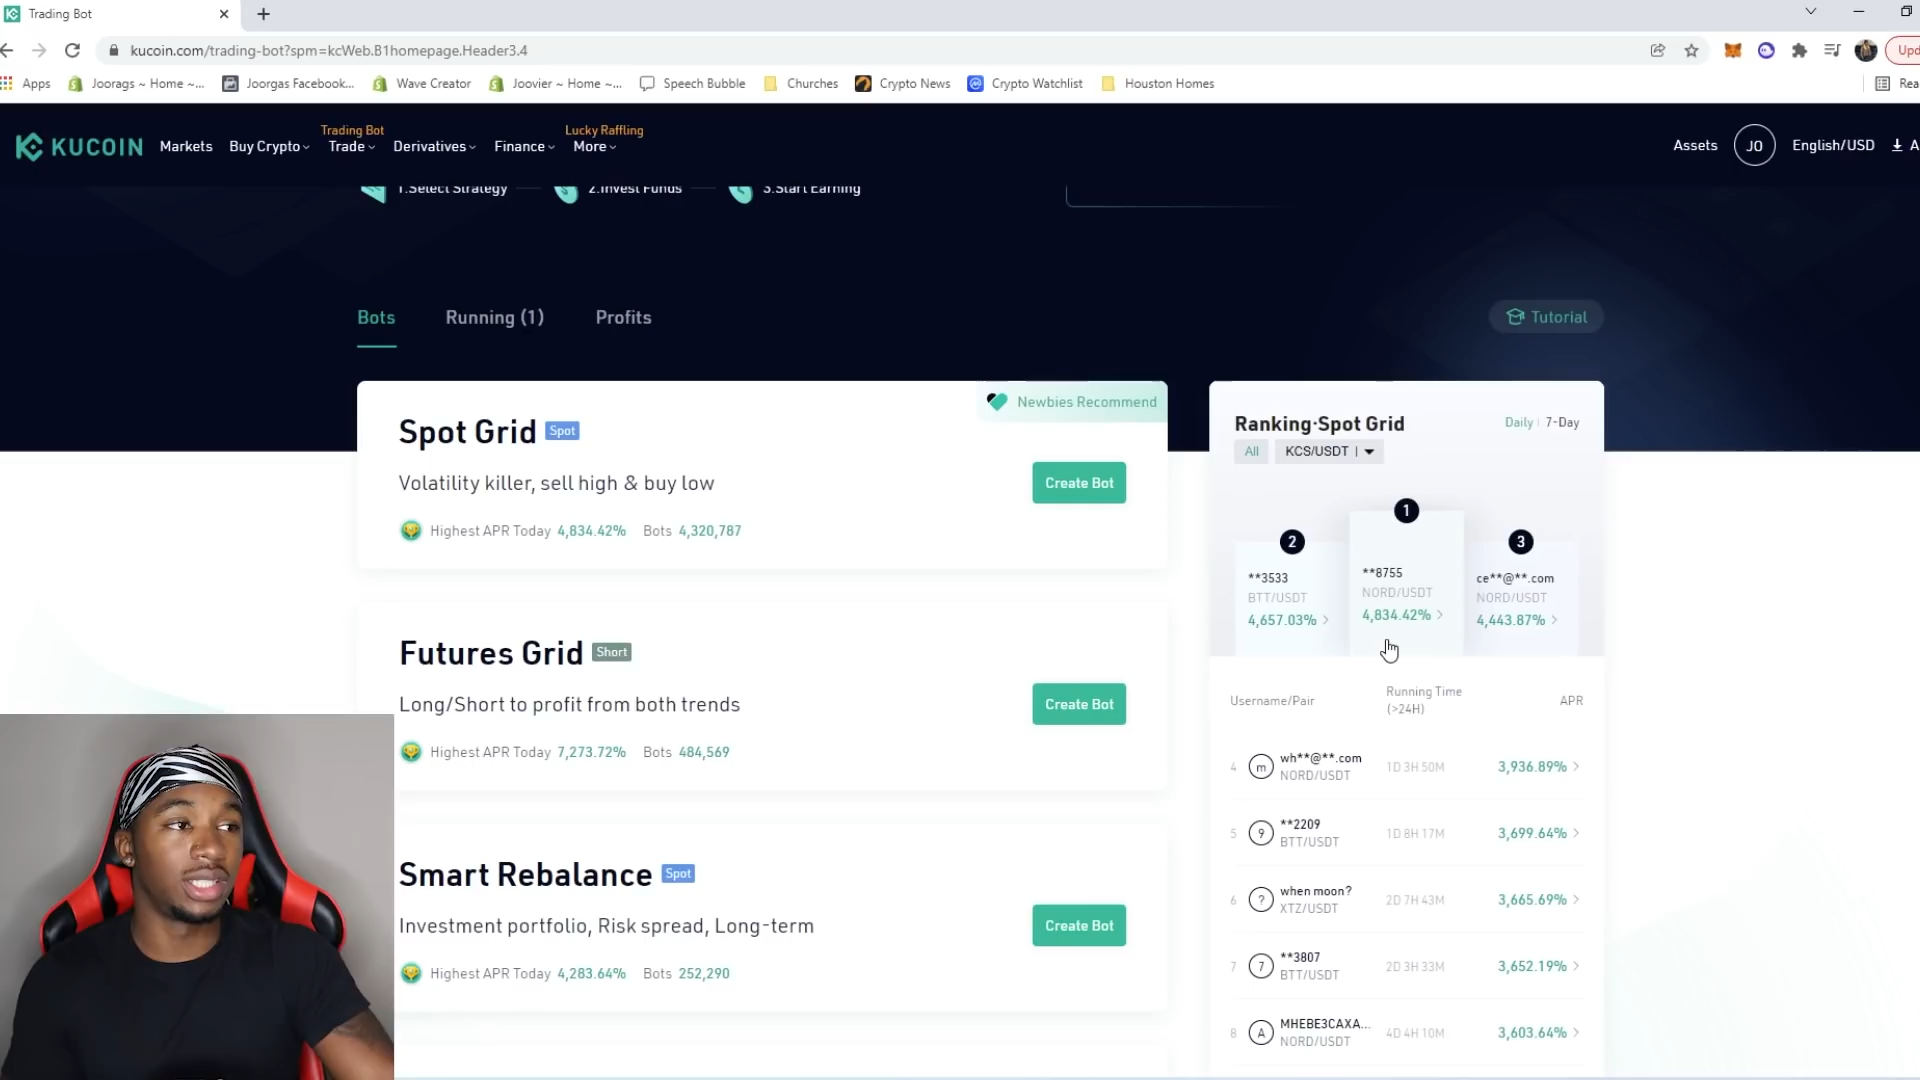 Trading Bot
kucoin.com/trading-bot?spm=kcWeb.B1homepage.Header3.4
Upd
Apps
Joorags ~ Home ~...
Joorgas Facebook...
Wave Creator
Joovier ~ Home ~...
Speech Bubble
Churches
Crypto News
Crypto Watchlist
Houston Homes
Rea
KUCOIN
Markets
Buy Crypto
Trading Bot
Trade
Derivatives
Finance
Lucky Raffling
More
Assets
JO
English/USD
A
1.Select Strategy
2.Invest Funds
3.Start Earning
Bots
Running (1)
Profits
Tutorial
Newbies Recommend
Spot Grid Spot
Volatility killer, sell high & buy low
Create Bot
Highest APR Today 4,834.42% Bots 4,320,787
Futures Grid Short
Long/Short to profit from both trends
Create Bot
Highest APR Today 7,273.72% Bots 484,569
Smart Rebalance Spot
Investment portfolio, Risk spread, Long-term
Create Bot
Highest APR Today 4,283.64% Bots 252,290
Ranking·Spot Grid
Daily | 7-Day
All
KCS/USDT
2
**3533
BTT/USDT
4,657.03% >
1
**8755
NORD/USDT
4,834.42% >
3
ce**@**.com
NORD/USDT
4,443.87% >
Username/Pair
Running Time
(>24H)
APR
4 m wh**@**.com
NORD/USDT
1D 3H 50M
3,936.89% >
5 9 **2209
BTT/USDT
1D 8H 17M
3,699.64% >
6 ? when moon?
XTZ/USDT
2D 7H 43M
3,665.69% >
7 7 **3807
BTT/USDT
2D 3H 33M
3,652.19% >
8 A MHEBE3CAXA...
NORD/USDT
4D 4H 10M
3,603.64% >